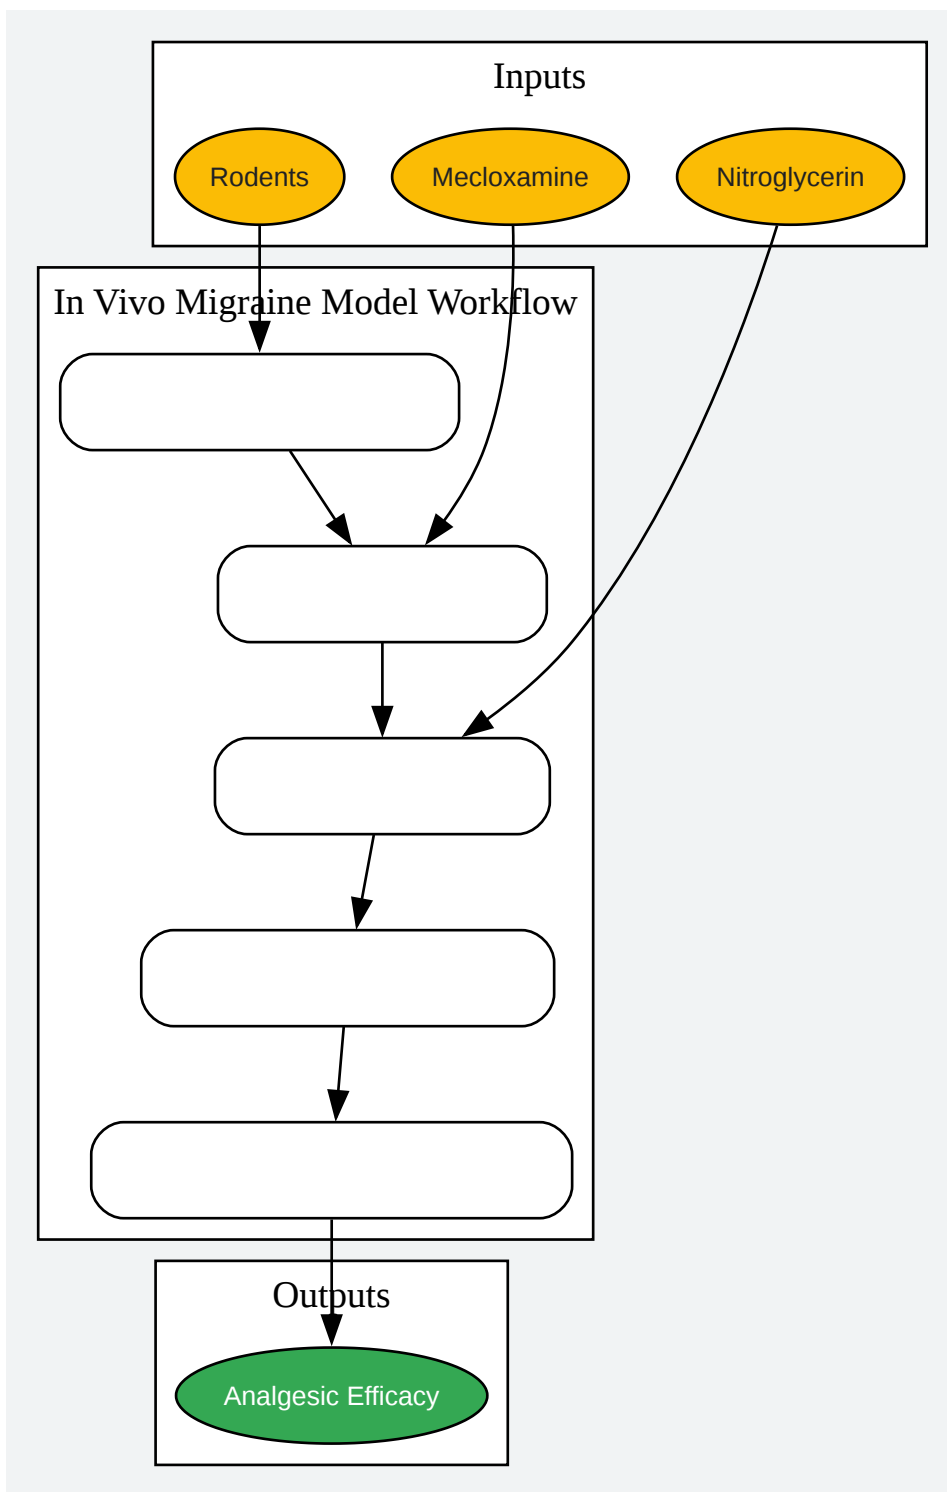 Inputs
Rodents
Mecloxamine
Nitroglycerin
In Vivo Migraine Model Workflow
Outputs
Analgesic Efficacy